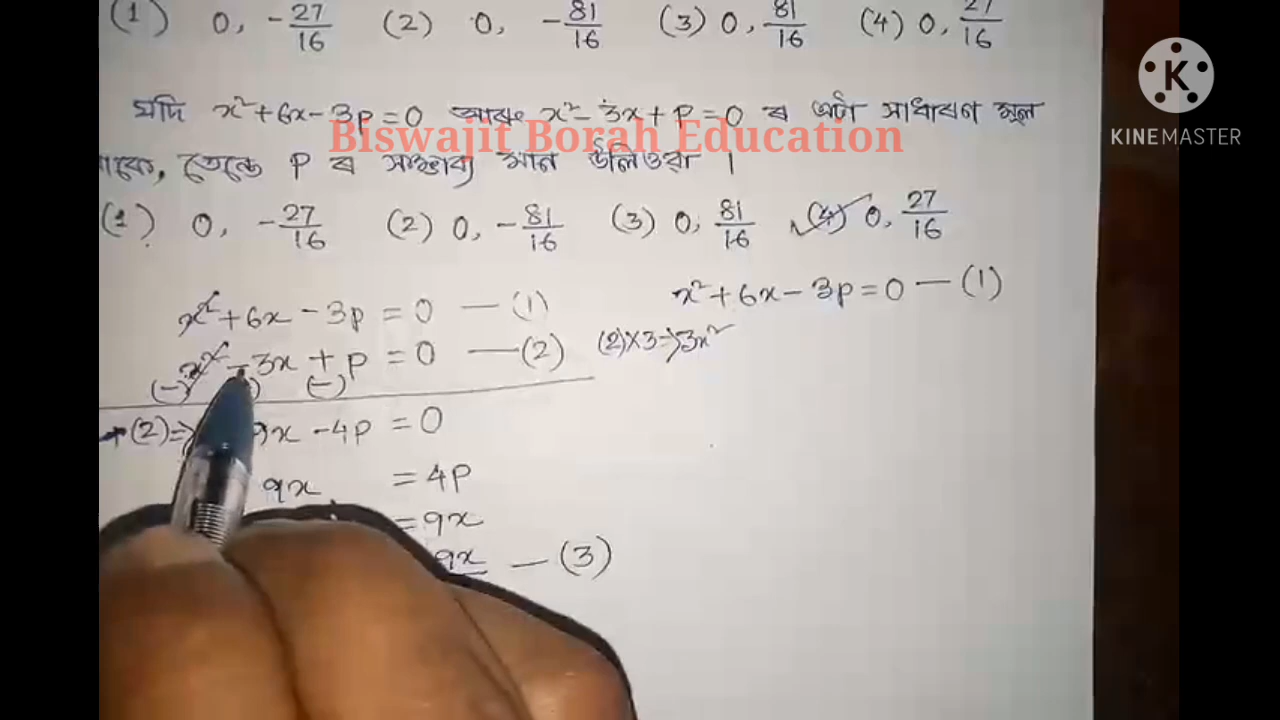 (1) 0, -27/16 (2) 0, -81/16 (3) 0, 81/16 (4) 0, 27/16
যদি x²+6x-3p=0 আৰু x²-3x+p=0 ৰ এটা সাধাৰণ মূল
থাকে, তেন্তে p ৰ সম্ভাব্য মান উলিওৱা ।
Biswajit Borah Education
K
KINEMASTER
(1) 0, -27/16 (2) 0, -81/16 (3) 0, 81/16 (4) 0, 27/16
x²+6x-3p=0 —(1)
x²-3x+p=0 —(2)
(-) (-)
(2)=> 9x-4p=0
9x =4p
=9x
9x —(3)
x²+6x-3p=0 —(1)
(2)×3=>3x²